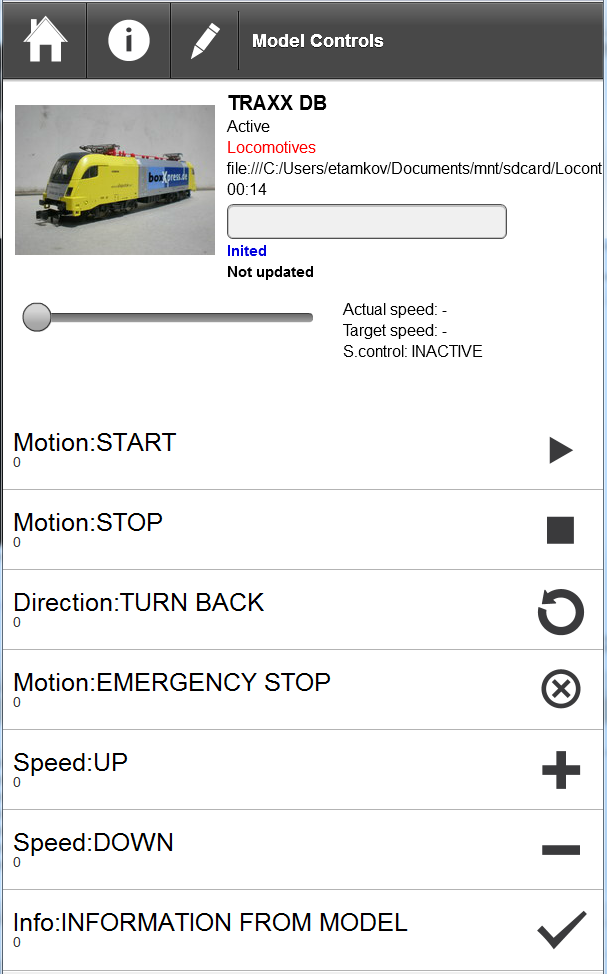 Model Controls
TRAXX DB
Active
Locomotives
file:///C:/Users/etamkov/Documents/mnt/sdcard/Locont
00:14
boxXpress.de
Inited
Not updated
Actual speed: -
Target speed: -
S.control: INACTIVE
Motion:START
0
Motion:STOP
0
Direction:TURN BACK
0
Motion:EMERGENCY STOP
0
Speed:UP
0
Speed:DOWN
0
Info:INFORMATION FROM MODEL
0